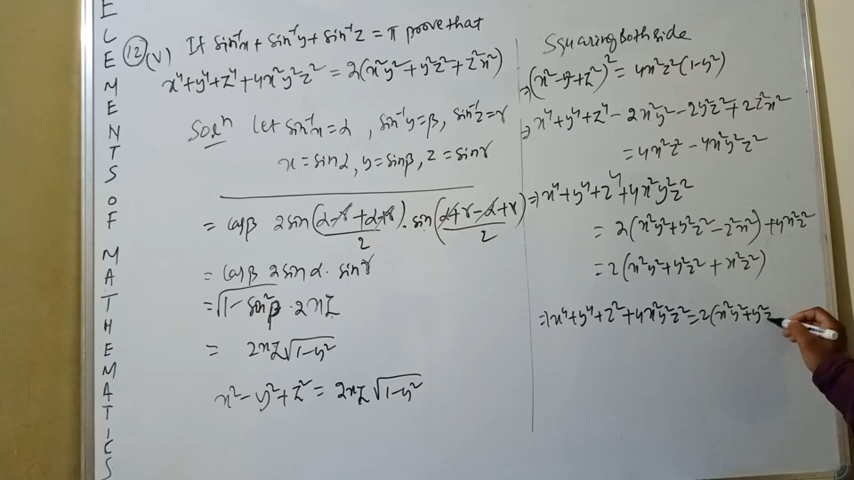 ELEMENTS OF MATHEMATICS
12 (V) If sin⁻¹x + sin⁻¹y + sin⁻¹z = π prove that
x⁴+y⁴+z⁴+4x²y²z² = 2(x²y²+y²z²+z²x²)
Solⁿ Let sin⁻¹x=α, sin⁻¹y=β, sin⁻¹z=γ
x = sinα, y = sinβ, z = sinγ
= cosβ 2sin((α-γ+α+γ)/2) · sin((α+γ-α+γ)/2)
= cosβ 2sinα · sinγ
= √(1-sin²β) · 2xz
= 2xz√(1-y²)
x²-y²+z² = 2xz√(1-y²)
Squaring both side
⇒ (x²-y²+z²)² = 4x²z²(1-y²)
⇒ x⁴+y⁴+z⁴-2x²y²-2y²z²+2z²x²
= 4x²z²-4x²y²z²
⇒ x⁴+y⁴+z⁴+4x²y²z²
= 2(x²y²+y²z²-z²x²)+4x²z²
= 2(x²y²+y²z²+x²z²)
⇒ x⁴+y⁴+z²+4x²y²z² = 2(x²y²+y²z